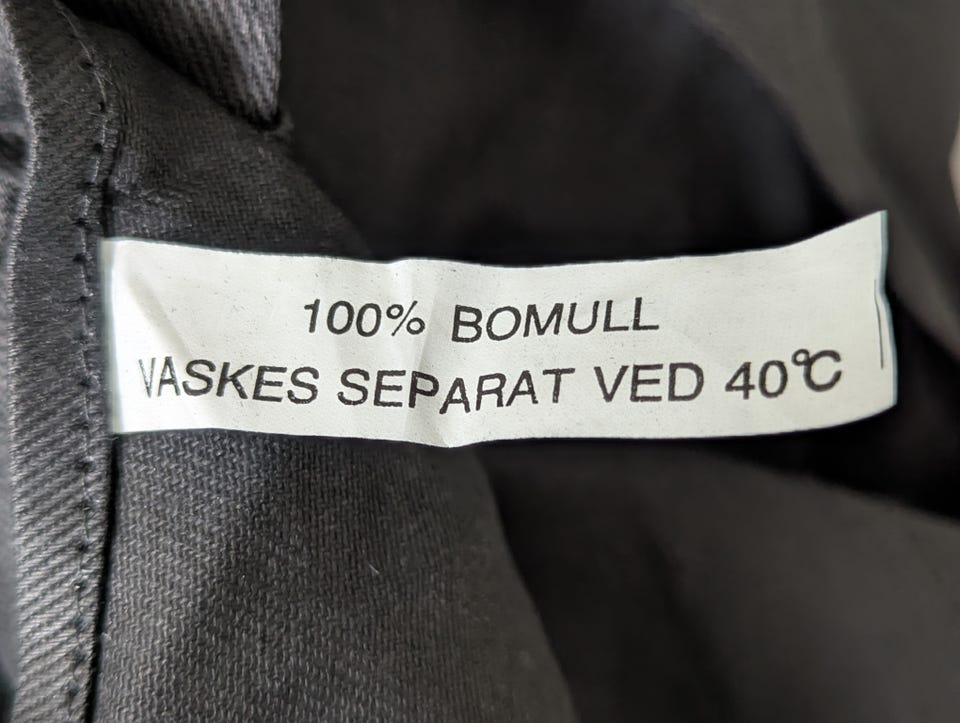 100% BOMULL
VASKES SEPARAT VED 40°C